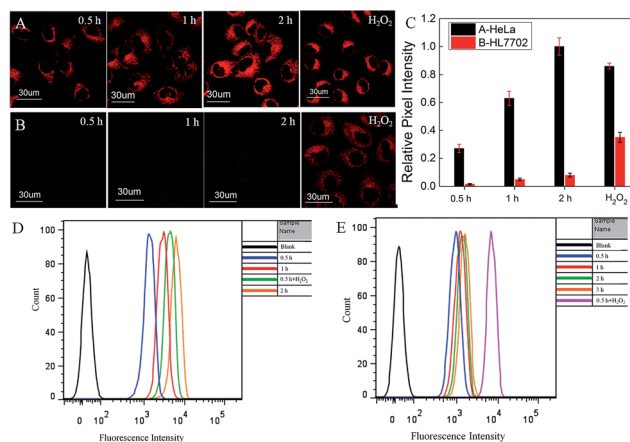 A 0.5 h 1 h 2 h H₂O₂
30um 30um 30um 30um
B 0.5 h 1 h 2 h H₂O₂
30um 30um 30um 30um
C
A-HeLa
B-HL7702
Relative Pixel Intensity
1.2
1.0
0.8
0.6
0.4
0.2
0.0
0.5 h 1 h 2 h H₂O₂
D
Sample
Name
Blank
0.5 h
1 h
0.5 h+H₂O₂
2 h
Count
100
80
60
40
20
0
0 10² 10³ 10⁴ 10⁵
Fluorescence Intensity
E
Sample
Name
Blank
0.5 h
1 h
2 h
3 h
0.5 h+H₂O₂
Count
100
80
60
40
20
0
0 10² 10³ 10⁴ 10⁵
Fluorescence Intensity